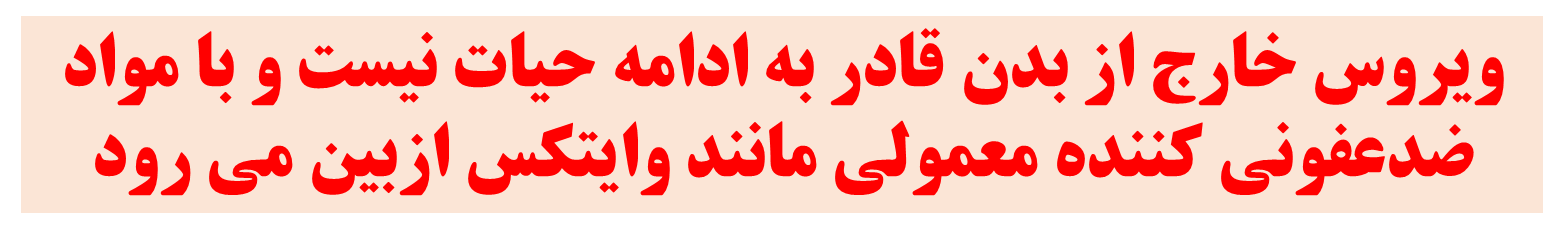 ویروس خارج از بدن قادر به ادامه حیات نیست و با مواد
ضدعفونی کننده معمولی مانند وایتکس ازبین می رود